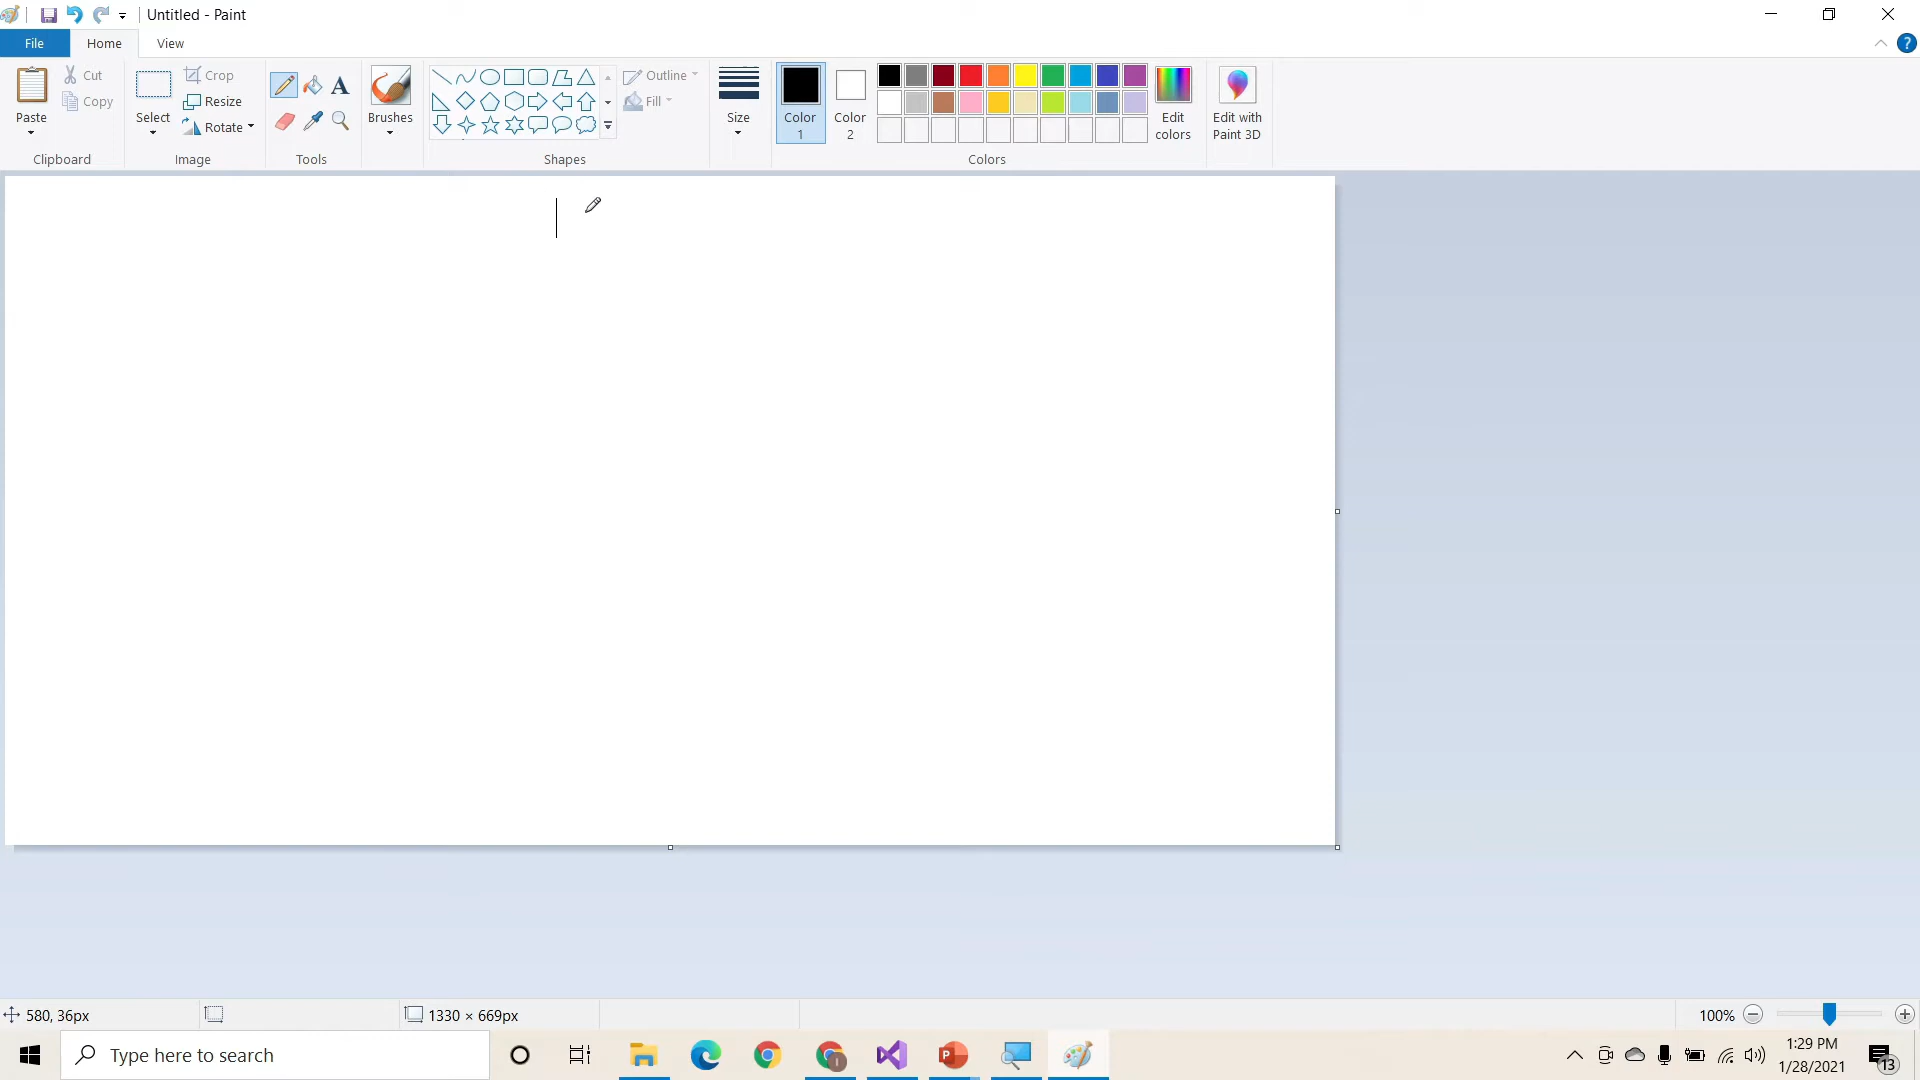 Untitled - Paint
File
Home
View
Paste
Cut
Copy
Clipboard
Select
Crop
Resize
Rotate
Image
A
Tools
Brushes
Outline
Fill
Shapes
Size
Color
1
Color
2
Edit
colors
Colors
Edit with
Paint 3D
580, 36px
1330 × 669px
100%
Type here to search
1:29 PM
1/28/2021
13